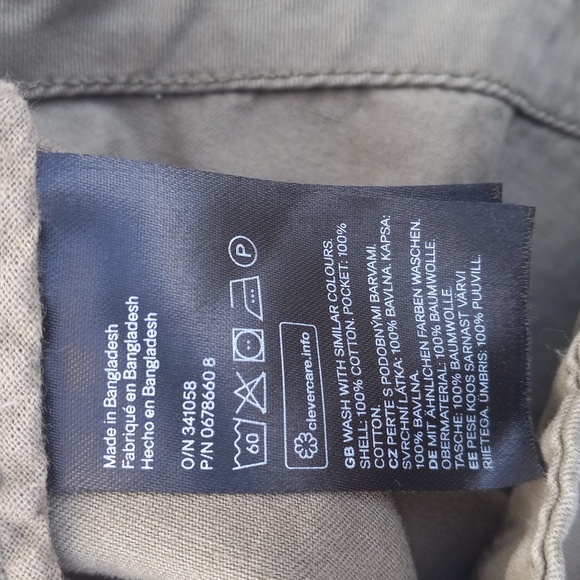 Made in Bangladesh
Fabriqué en Bangladesh
Hecho en Bangladesh
O/N 341058
P/N 0678660 8
60
P
clevercare.info
GB WASH WITH SIMILAR COLOURS.
SHELL: 100% COTTON. POCKET: 100%
COTTON.
SZ PERTE S PODOBNÝMI BARVAMI.
SVRCHNÍ LÁTKA: 100% BAVLNA. KAPSA:
100% BAVLNA.
DE MIT ÄHNLICHEN FARBEN WASCHEN.
OBERMATERIAL: 100% BAUMWOLLE.
TASCHE: 100% BAUMWOLLE.
EE PESE KOOS SARNAST VÄRVI
RIIETEGA. ÜMBRIS: 100% PUUVILL.